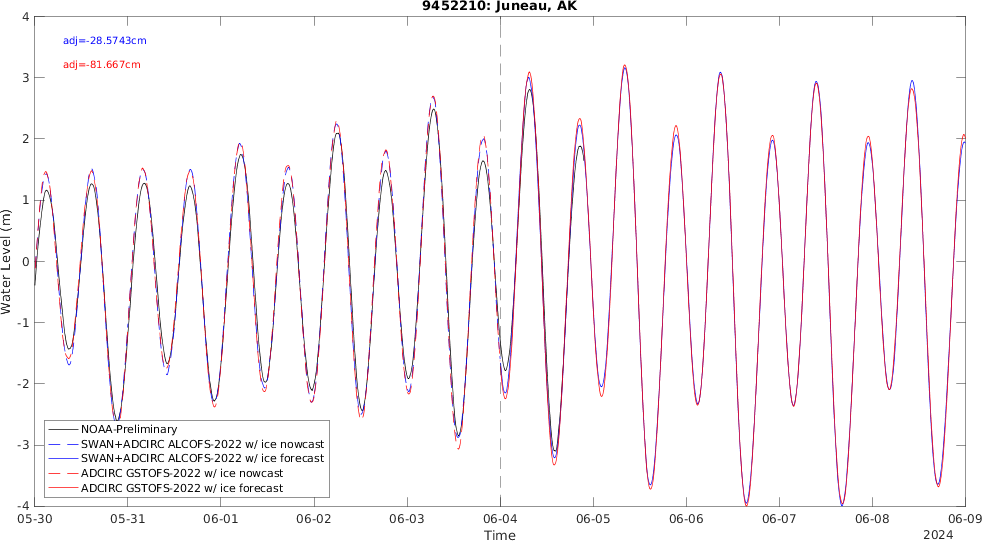 9452210: Juneau, AK
adj=-28.5743cm
adj=-81.667cm
Water Level (m)
4
3
2
1
0
-1
-2
-3
-4
NOAA-Preliminary
SWAN+ADCIRC ALCOFS-2022 w/ ice nowcast
SWAN+ADCIRC ALCOFS-2022 w/ ice forecast
ADCIRC GSTOFS-2022 w/ ice nowcast
ADCIRC GSTOFS-2022 w/ ice forecast
05-30 05-31 06-01 06-02 06-03 06-04 06-05 06-06 06-07 06-08 06-09
Time
2024